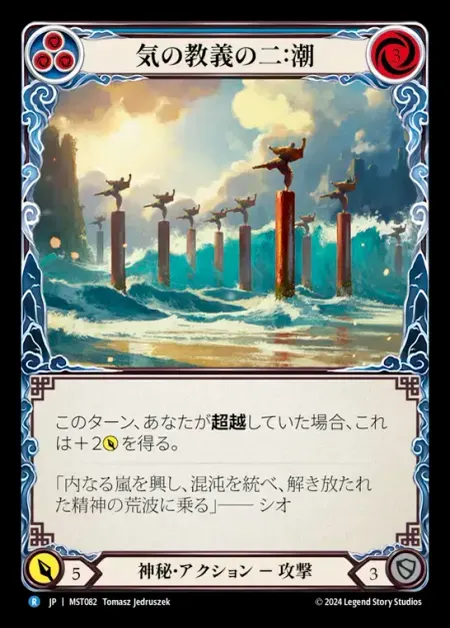 気の教義の二:潮
3
このターン、あなたが超越していた場合、これ
は+2を得る。
「内なる嵐を興し、混沌を統べ、解き放たれ
た精神の荒波に乗る」── シオ
5
神秘・アクション − 攻撃
3
R JP | MST082 Tomasz Jedruszek
© 2024 Legend Story Studios